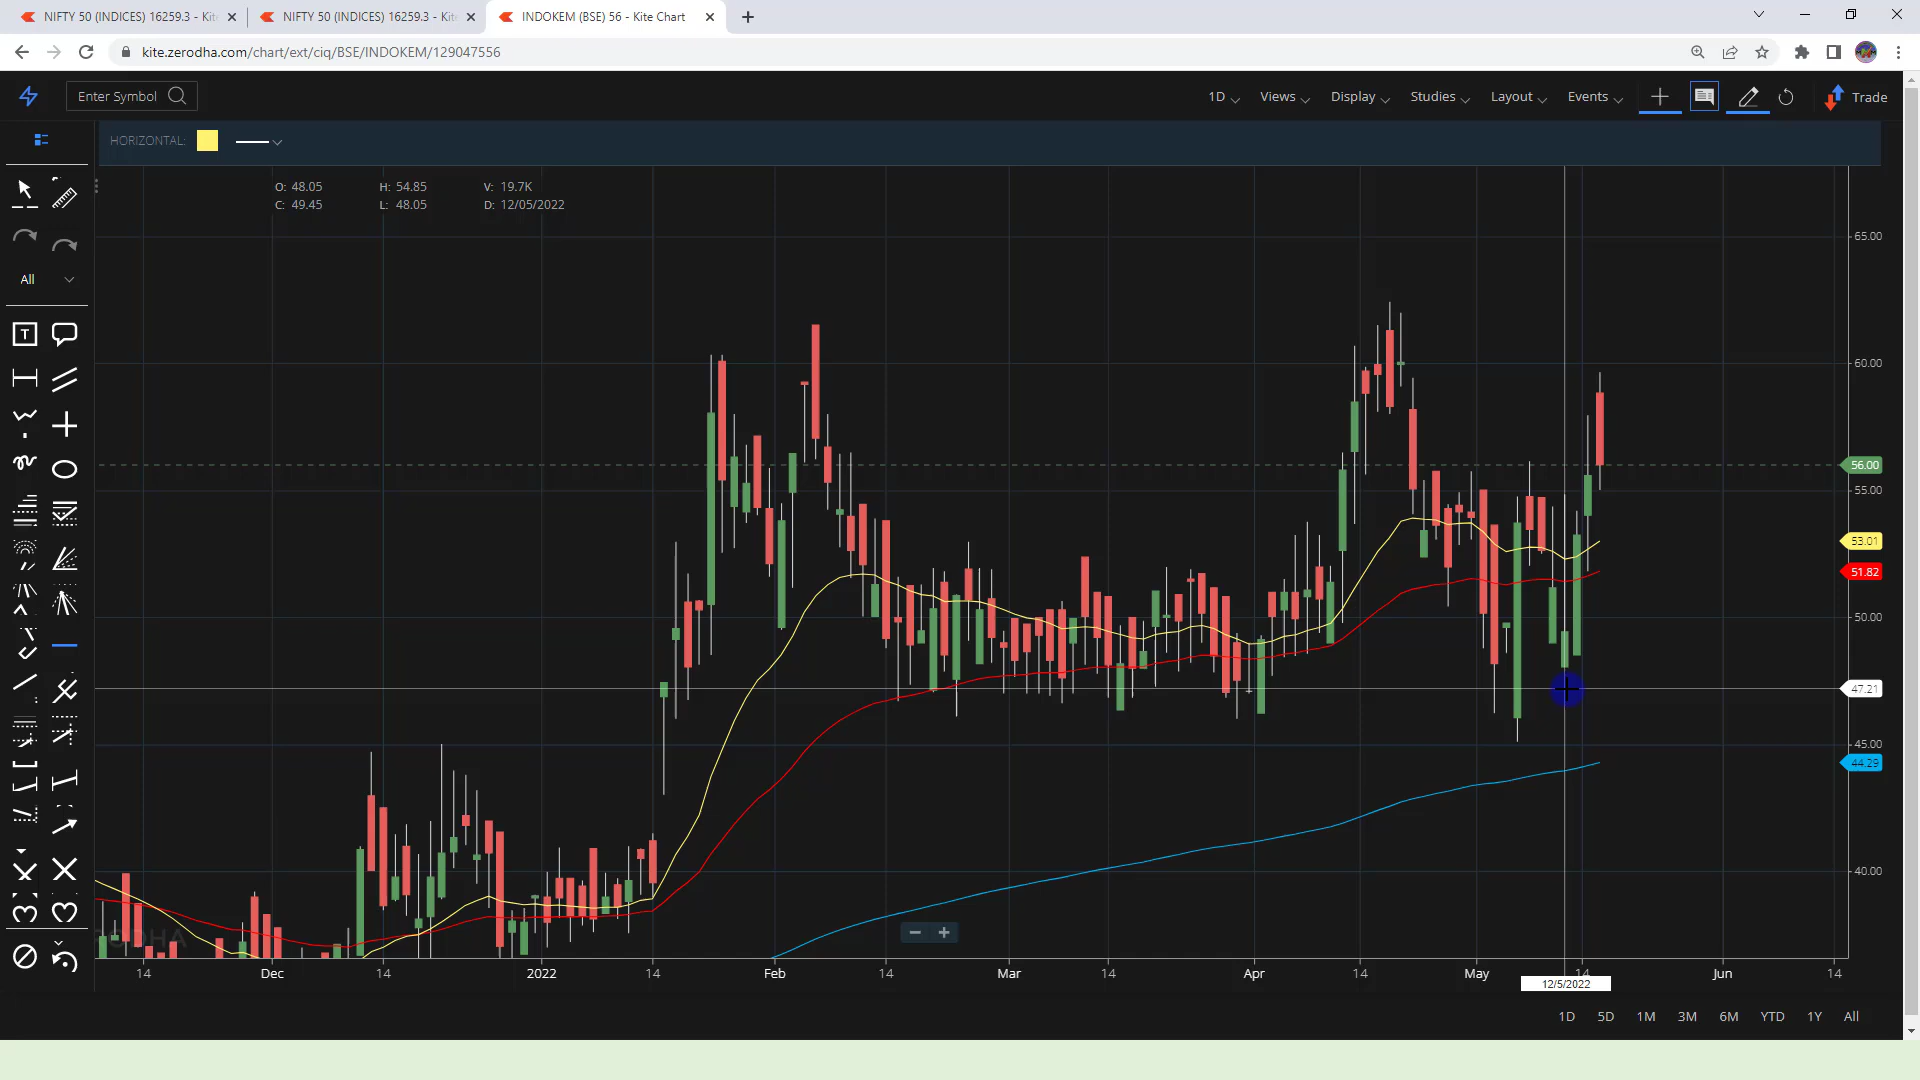 NIFTY 50 (INDICES) 16259.3 - Kit
NIFTY 50 (INDICES) 16259.3 - Kite
INDOKEM (BSE) 56 - Kite Chart
kite.zerodha.com/chart/ext/ciq/BSE/INDOKEM/129047556
Enter Symbol
1D Views Display Studies Layout Events Trade
HORIZONTAL:
O: 48.05 H: 54.85 V: 19.7K
C: 49.45 L: 48.05 D: 12/05/2022
All
T
65.00
60.00
56.00
55.00
53.01
51.82
50.00
47.21
45.00
44.29
40.00
14 Dec 14 2022 14 Feb 14 Mar 14 Apr 14 May 14 Jun 14
12/5/2022
1D 5D 1M 3M 6M YTD 1Y All